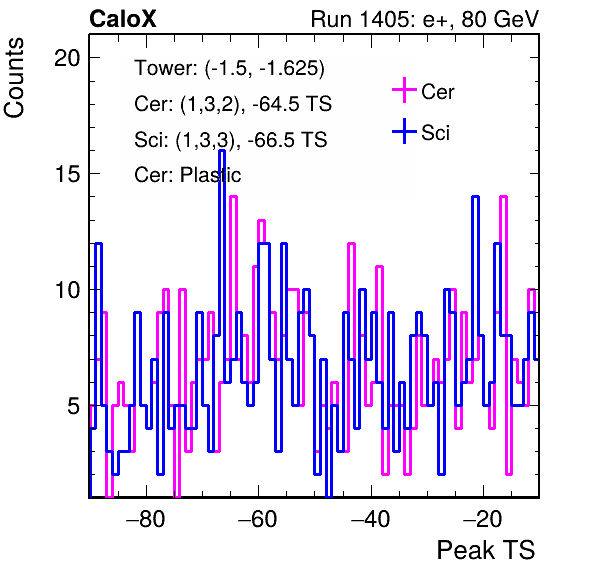 CaloX Run 1405: e+, 80 GeV
Counts
20
15
10
5
Tower: (-1.5, -1.625)
Cer: (1,3,2), -64.5 TS
Sci: (1,3,3), -66.5 TS
Cer: Plastic
Cer
Sci
−80 −60 −40 −20
Peak TS